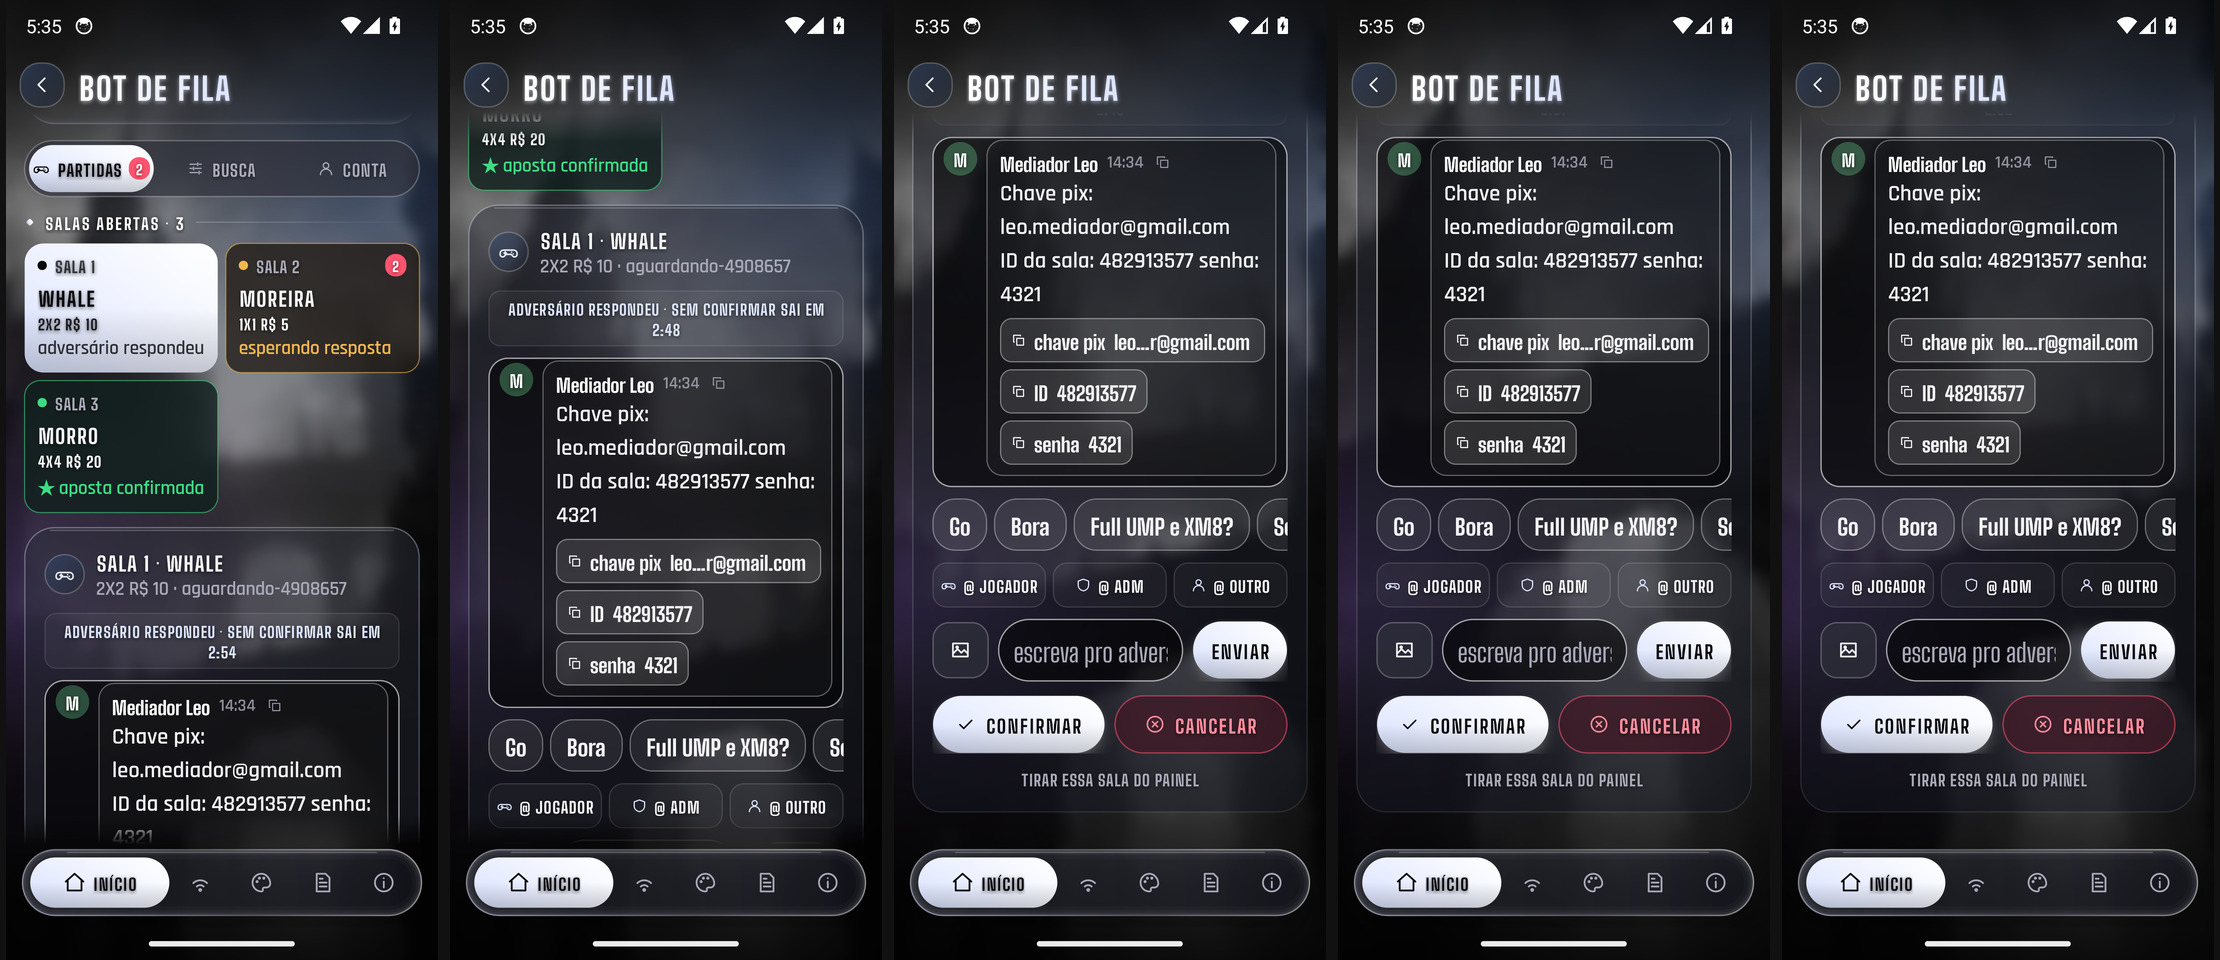 5:35
BOT DE FILA
PARTIDAS 2
BUSCA
CONTA
SALAS ABERTAS · 3
SALA 1
WHALE
2X2 R$ 10
adversário respondeu
SALA 2 2
MOREIRA
1X1 R$ 5
esperando resposta
SALA 3
MORRO
4X4 R$ 20
★ aposta confirmada
SALA 1 · WHALE
2X2 R$ 10 · aguardando-4908657
ADVERSÁRIO RESPONDEU · SEM CONFIRMAR SAI EM
2:54
M
Mediador Leo 14:34
Chave pix:
leo.mediador@gmail.com
ID da sala: 482913577 senha:
4321
INÍCIO
5:35
BOT DE FILA
MORRO
4X4 R$ 20
★ aposta confirmada
SALA 1 · WHALE
2X2 R$ 10 · aguardando-4908657
ADVERSÁRIO RESPONDEU · SEM CONFIRMAR SAI EM
2:48
M
Mediador Leo 14:34
Chave pix:
leo.mediador@gmail.com
ID da sala: 482913577 senha:
4321
chave pix leo...r@gmail.com
ID 482913577
senha 4321
Go
Bora
Full UMP e XM8?
@ JOGADOR
@ ADM
@ OUTRO
INÍCIO
5:35
BOT DE FILA
M
Mediador Leo 14:34
Chave pix:
leo.mediador@gmail.com
ID da sala: 482913577 senha:
4321
chave pix leo...r@gmail.com
ID 482913577
senha 4321
Go
Bora
Full UMP e XM8?
@ JOGADOR
@ ADM
@ OUTRO
escreva pro advers
ENVIAR
CONFIRMAR
CANCELAR
TIRAR ESSA SALA DO PAINEL
INÍCIO
5:35
BOT DE FILA
M
Mediador Leo 14:34
Chave pix:
leo.mediador@gmail.com
ID da sala: 482913577 senha:
4321
chave pix leo...r@gmail.com
ID 482913577
senha 4321
Go
Bora
Full UMP e XM8?
@ JOGADOR
@ ADM
@ OUTRO
escreva pro advers
ENVIAR
CONFIRMAR
CANCELAR
TIRAR ESSA SALA DO PAINEL
INÍCIO
5:35
BOT DE FILA
M
Mediador Leo 14:34
Chave pix:
leo.mediador@gmail.com
ID da sala: 482913577 senha:
4321
chave pix leo...r@gmail.com
ID 482913577
senha 4321
Go
Bora
Full UMP e XM8?
@ JOGADOR
@ ADM
@ OUTRO
escreva pro advers
ENVIAR
CONFIRMAR
CANCELAR
TIRAR ESSA SALA DO PAINEL
INÍCIO